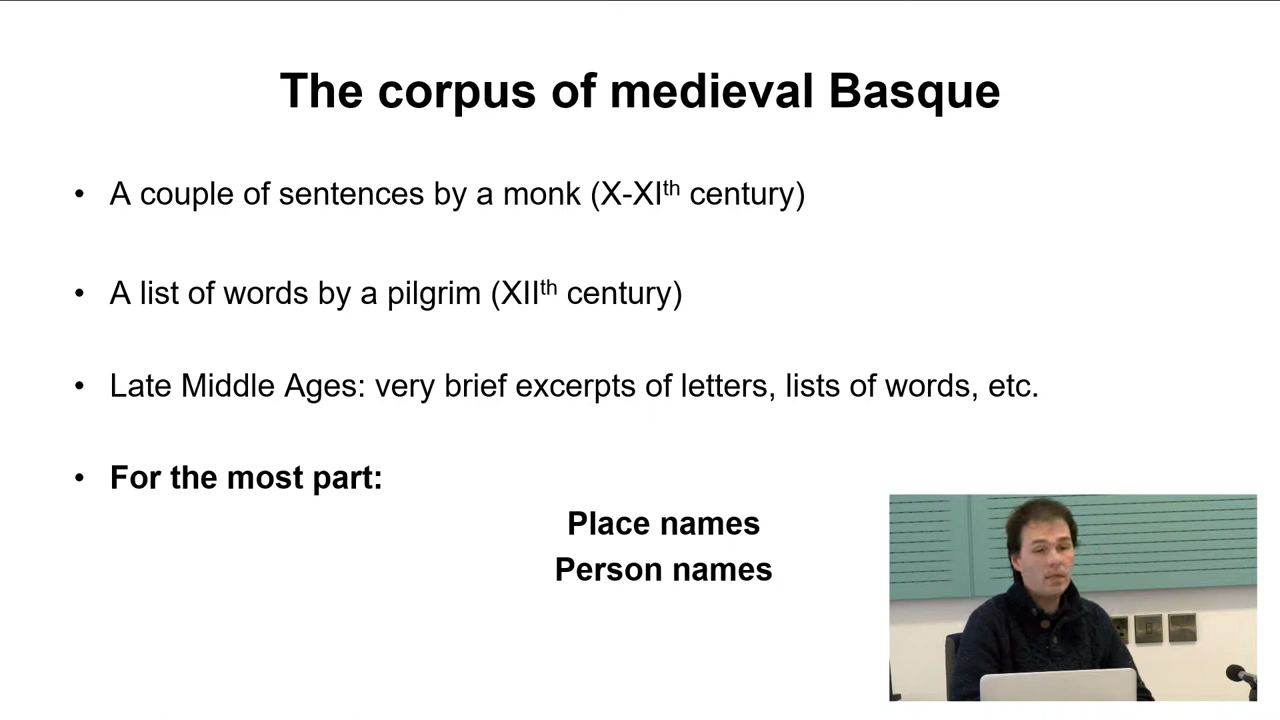 The corpus of medieval Basque
• A couple of sentences by a monk (X-XIth century)
• A list of words by a pilgrim (XIIth century)
• Late Middle Ages: very brief excerpts of letters, lists of words, etc.
• For the most part:
Place names
Person names